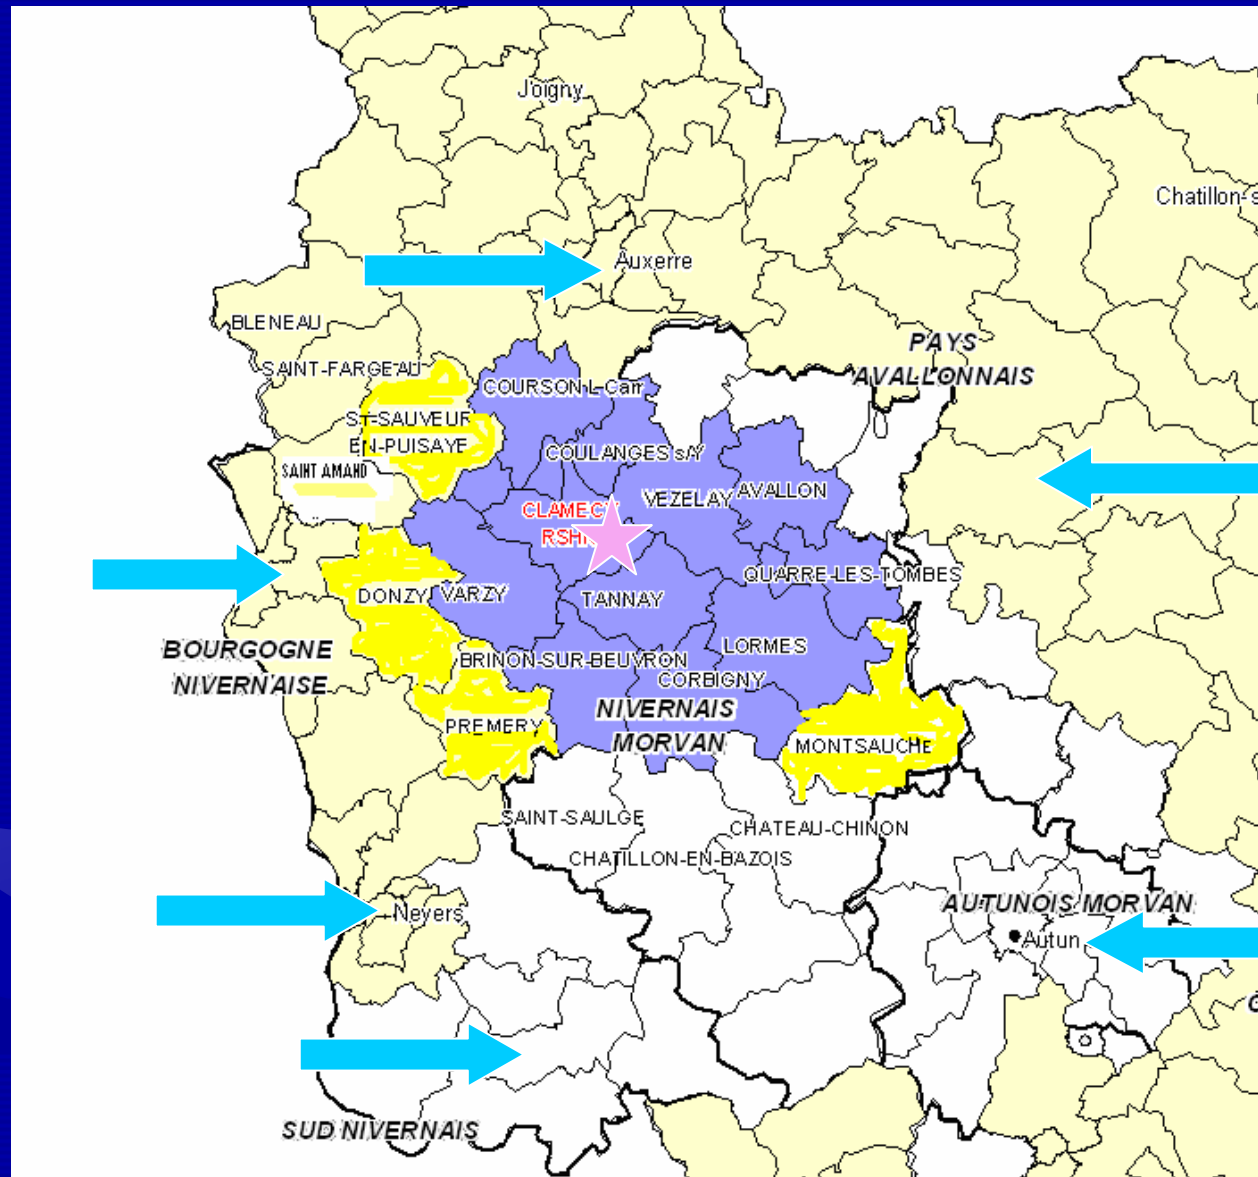 Joigny
Auxerre
BLENEAU
SAINT-FARGEAU
PAYS
AVALLONNAIS
COURSON L Carr
ST-SAUVEUR
EN-PUISAYE
COULANGES s/Y
SAINT AMAND
VEZELAY
AVALLON
CLAMECY
QUARRE-LES-TOMBES
DONZY
VARZY
TANNAY
BOURGOGNE
NIVERNAISE
BRINON-SUR-BEUVRON
LORMES
CORBIGNY
NIVERNAIS
MORVAN
PREMERY
MONTSAUCHE
SAINT-SAULGE
CHATEAU-CHINON
CHATILLON-EN-BAZOIS
Nevers
AUTUNOIS MORVAN
Autun
SUD NIVERNAIS